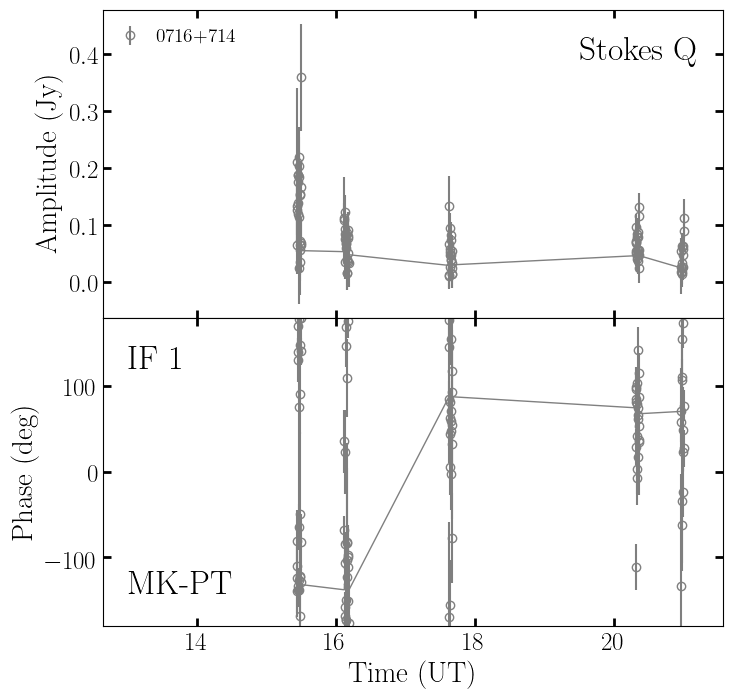 0716+714
Stokes Q
0.4
0.3
0.2
0.1
0.0
Amplitude (Jy)
IF 1
100
0
−100
Phase (deg)
MK-PT
14 16 18 20
Time (UT)